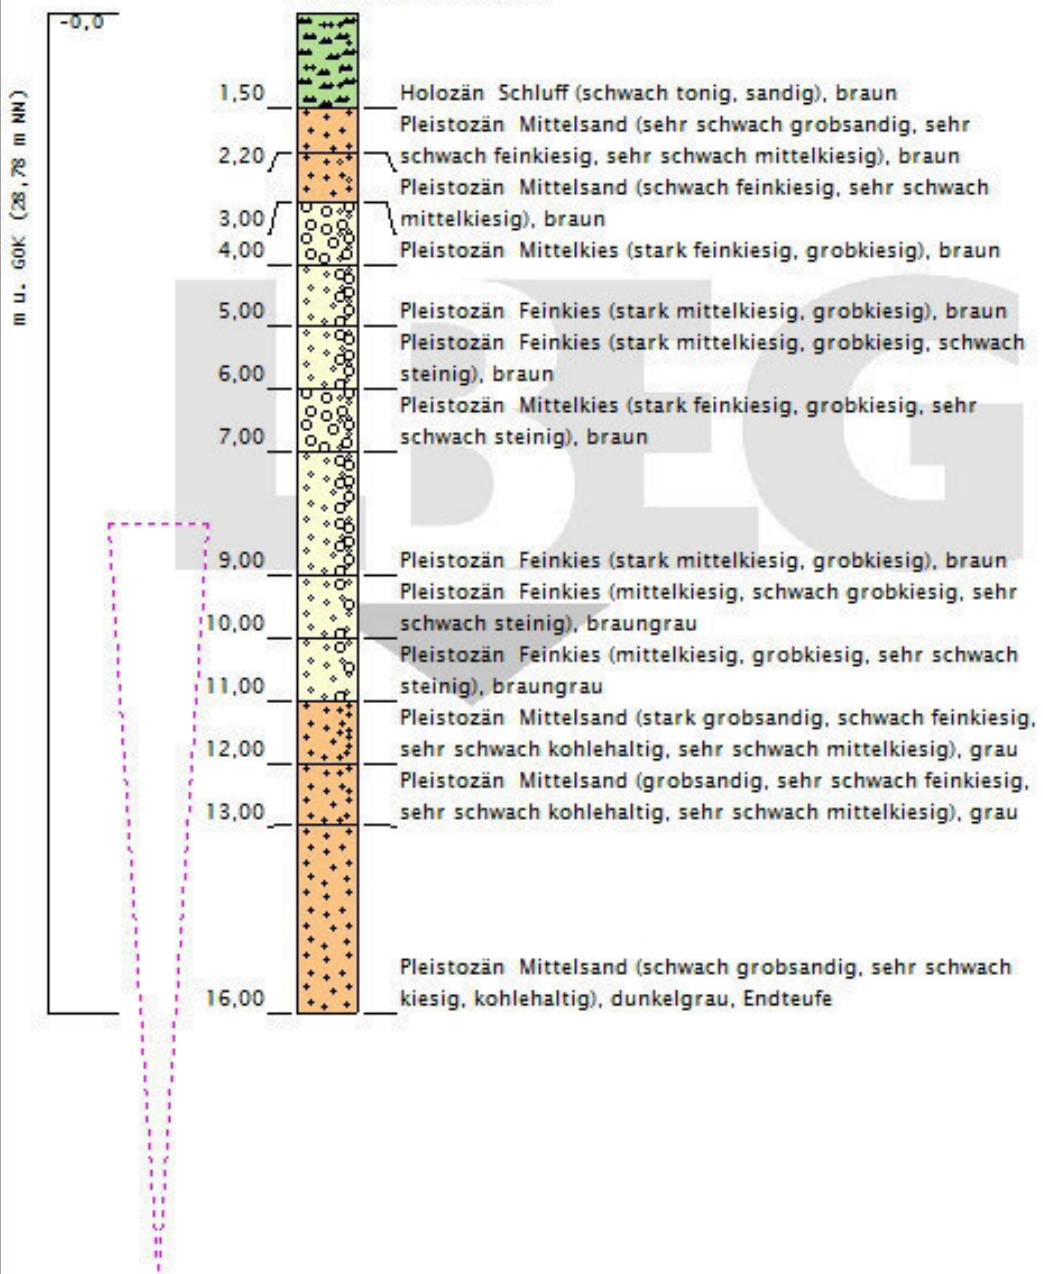 -0,0
m u. GOK (28,78 m NN)
1,50 Holozän Schluff (schwach tonig, sandig), braun
Pleistozän Mittelsand (sehr schwach grobsandig, sehr
2,20 schwach feinkiesig, sehr schwach mittelkiesig), braun
Pleistozän Mittelsand (schwach feinkiesig, sehr schwach
3,00 mittelkiesig), braun
4,00 Pleistozän Mittelkies (stark feinkiesig, grobkiesig), braun
5,00 Pleistozän Feinkies (stark mittelkiesig, grobkiesig), braun
Pleistozän Feinkies (stark mittelkiesig, grobkiesig, schwach
6,00 steinig), braun
Pleistozän Mittelkies (stark feinkiesig, grobkiesig, sehr
7,00 schwach steinig), braun
LBEG
9,00 Pleistozän Feinkies (stark mittelkiesig, grobkiesig), braun
Pleistozän Feinkies (mittelkiesig, schwach grobkiesig, sehr
10,00 schwach steinig), braungrau
Pleistozän Feinkies (mittelkiesig, grobkiesig, sehr schwach
11,00 steinig), braungrau
Pleistozän Mittelsand (stark grobsandig, schwach feinkiesig,
12,00 sehr schwach kohlehaltig, sehr schwach mittelkiesig), grau
Pleistozän Mittelsand (grobsandig, sehr schwach feinkiesig,
13,00 sehr schwach kohlehaltig, sehr schwach mittelkiesig), grau
Pleistozän Mittelsand (schwach grobsandig, sehr schwach
16,00 kiesig, kohlehaltig), dunkelgrau, Endteufe